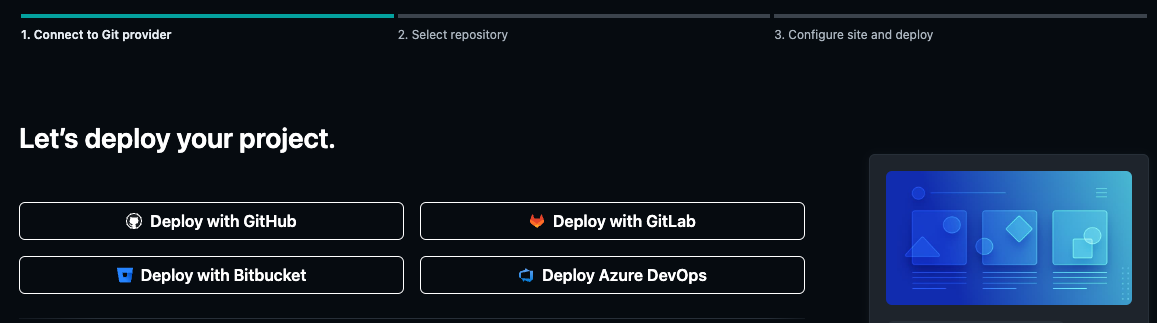 1. Connect to Git provider
2. Select repository
3. Configure site and deploy
Let’s deploy your project.
Deploy with GitHub
Deploy with GitLab
Deploy with Bitbucket
Deploy Azure DevOps